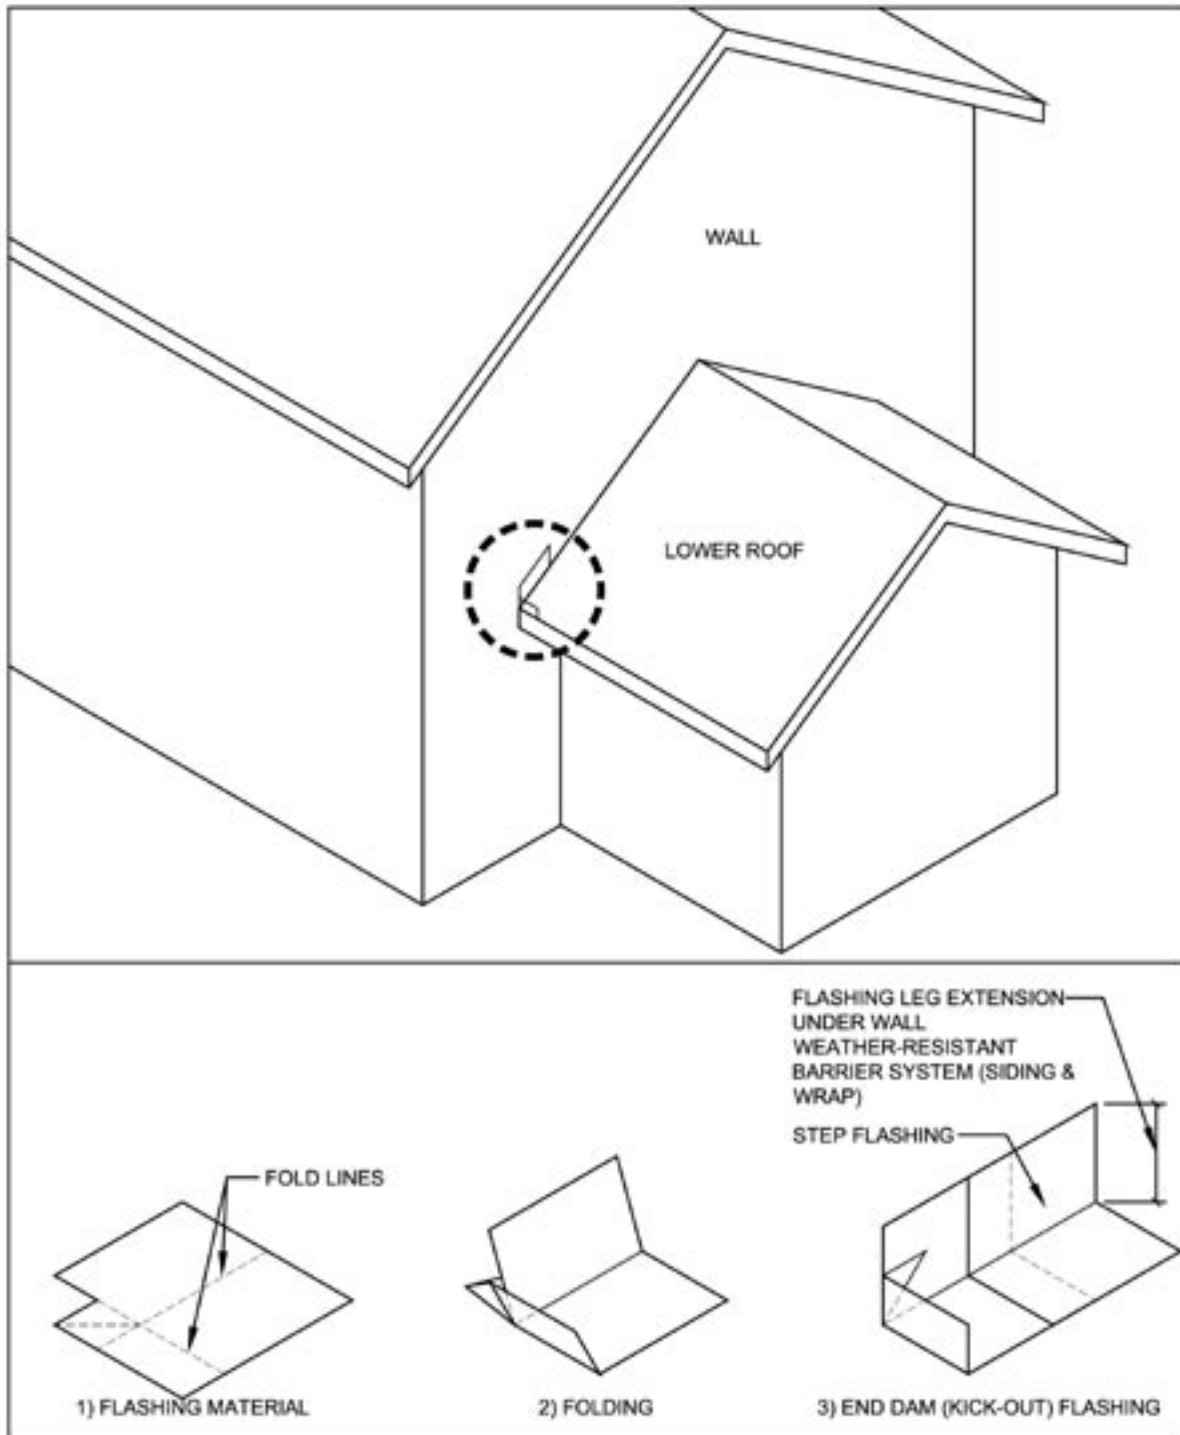 WALL
LOWER ROOF
FLASHING LEG EXTENSION
UNDER WALL
WEATHER-RESISTANT
BARRIER SYSTEM (SIDING &
WRAP)
STEP FLASHING
FOLD LINES
1) FLASHING MATERIAL
2) FOLDING
3) END DAM (KICK-OUT) FLASHING